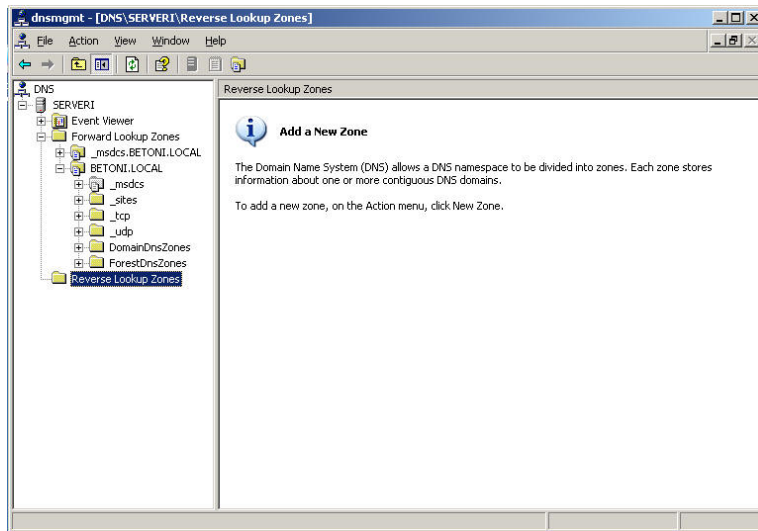 dnsmgmt - [DNS\SERVERI\Reverse Lookup Zones]
File Action View Window Help
DNS
Reverse Lookup Zones
SERVERI
Event Viewer
Forward Lookup Zones
_msdcs.BETONI.LOCAL
BETONI.LOCAL
_msdcs
_sites
_tcp
_udp
DomainDnsZones
ForestDnsZones
Reverse Lookup Zones
Add a New Zone
The Domain Name System (DNS) allows a DNS namespace to be divided into zones. Each zone stores
information about one or more contiguous DNS domains.
To add a new zone, on the Action menu, click New Zone.